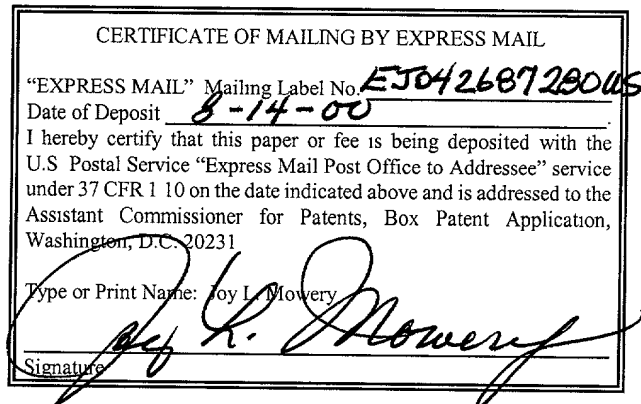 CERTIFICATE OF MAILING BY EXPRESS MAIL
"EXPRESS MAIL" Mailing Label No. EJ042687280US
Date of Deposit 8-14-00
I hereby certify that this paper or fee is being deposited with the
U.S Postal Service "Express Mail Post Office to Addressee" service
under 37 CFR 1 10 on the date indicated above and is addressed to the
Assistant Commissioner for Patents, Box Patent Application,
Washington, D.C. 20231
Type or Print Name: Joy L. Mowery
Joy L. Mowery
Signature